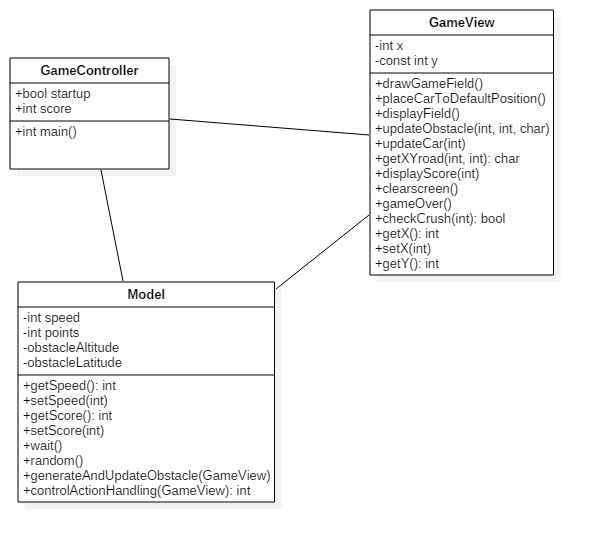 GameView
-int x
-const int y
+drawGameField()
+placeCarToDefaultPosition()
+displayField()
+updateObstacle(int, int, char)
+updateCar(int)
+getXYroad(int, int): char
+displayScore(int)
+clearscreen()
+gameOver()
+checkCrush(int): bool
+getX(): int
+setX(int)
+getY(): int
GameController
+bool startup
+int score
+int main()
Model
-int speed
-int points
-obstacleAltitude
-obstacleLatitude
+getSpeed(): int
+setSpeed(int)
+getScore(): int
+setScore(int)
+wait()
+random()
+generateAndUpdateObstacle(GameView)
+controlActionHandling(GameView): int